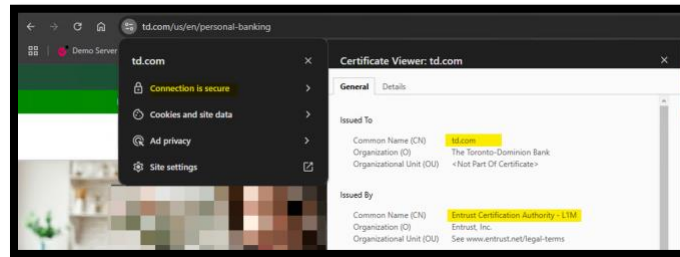 td.com/us/en/personal-banking
Demo Server
td.com
Connection is secure
Cookies and site data
Ad privacy
Site settings
Certificate Viewer: td.com
General Details
Issued To
Common Name (CN) td.com
Organization (O) The Toronto-Dominion Bank
Organizational Unit (OU) <Not Part Of Certificate>
Issued By
Common Name (CN) Entrust Certification Authority - L1M
Organization (O) Entrust, Inc.
Organizational Unit (OU) See www.entrust.net/legal-terms